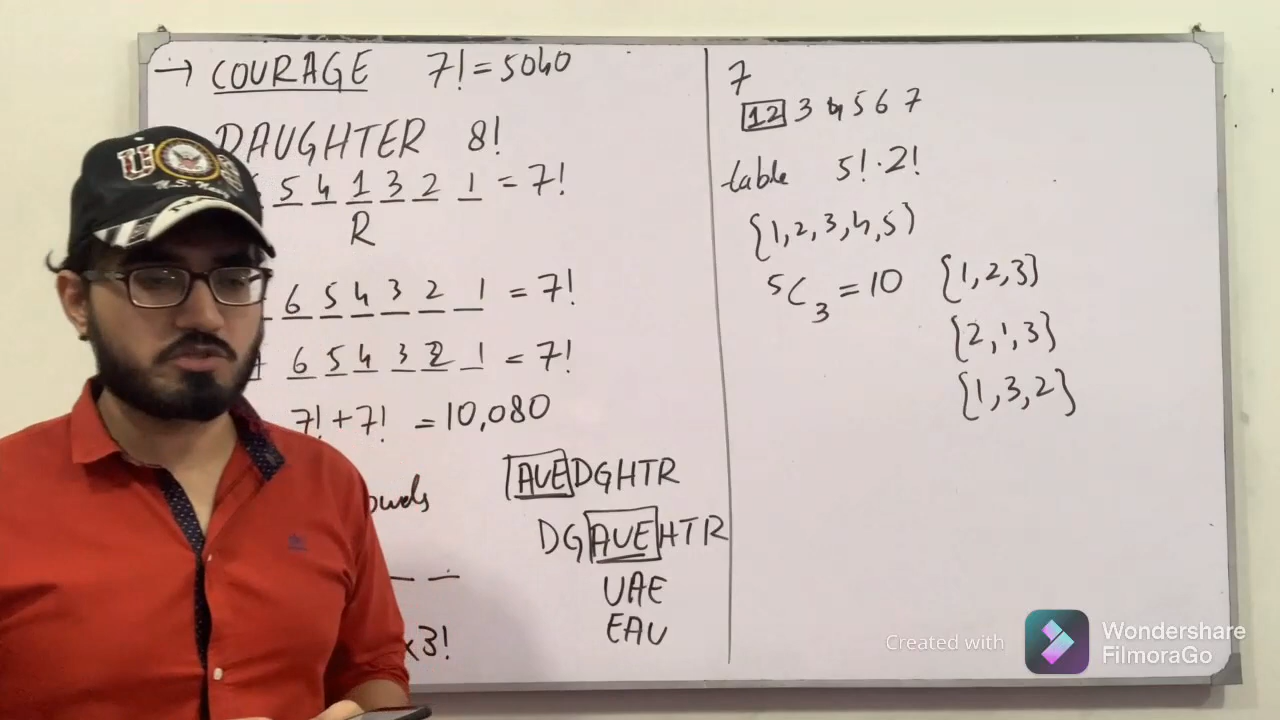 → COURAGE 7! = 5040
DAUGHTER 8!
5 4 1 3 2 1 = 7!
R
6 5 4 3 2 1 = 7!
6 5 4 3 2 1 = 7!
7! + 7! = 10,080
AUEDGHTR
DGAUEHTR
UAE
EAU
x3!
7
12 3 4 5 6 7
table 5! · 2!
{1,2,3,4,5}
⁵C₃ = 10 {1,2,3}
{2,1,3}
{1,3,2}
U
U.S. Navy
Created with Wondershare FilmoraGo